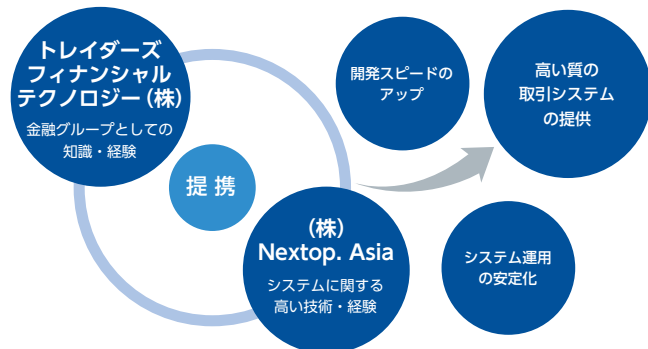 トレイダーズ
フィナンシャル
テクノロジー(株)
金融グループとしての
知識・経験
提 携
(株)
Nextop. Asia
システムに関する
高い技術・経験
開発スピードの
アップ
高い質の
取引システム
の提供
システム運用
の安定化